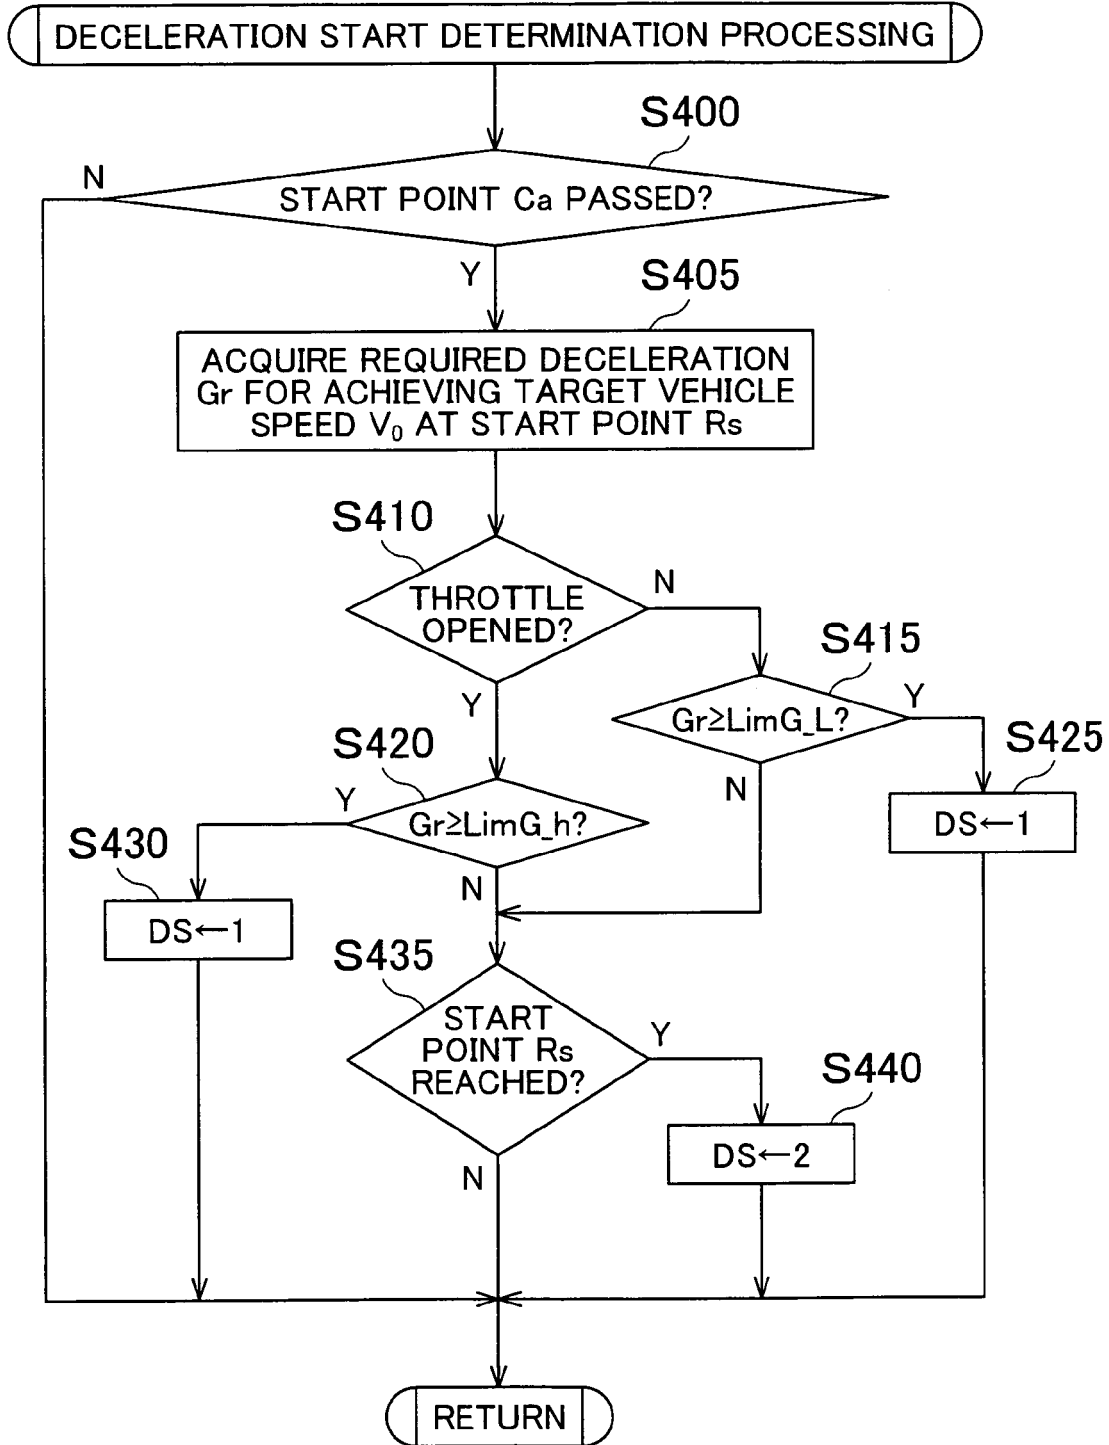 DECELERATION START DETERMINATION PROCESSING
S400
N
START POINT Ca PASSED?
Y
S405
ACQUIRE REQUIRED DECELERATION
Gr FOR ACHIEVING TARGET VEHICLE
SPEED V₀ AT START POINT Rs
S410
THROTTLE
OPENED?
N
S415
Y
Gr≥LimG_L?
Y
N
S425
DS←1
S420
Y
Gr≥LimG_h?
N
S430
DS←1
S435
START
POINT Rs
REACHED?
Y
S440
DS←2
N
RETURN